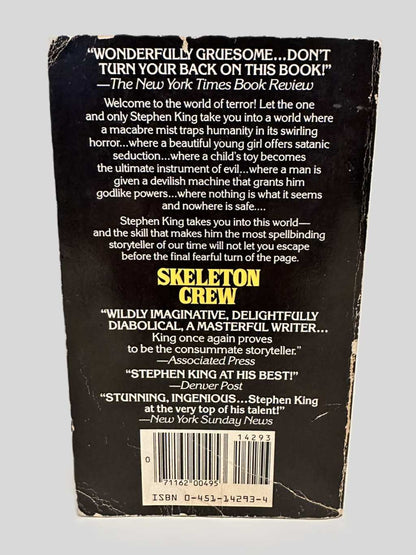 “WONDERFULLY GRUESOME...DON’T
TURN YOUR BACK ON THIS BOOK!”
—The New York Times Book Review
Welcome to the world of terror! Let the one
and only Stephen King take you into a world where
a macabre mist traps humanity in its swirling
horror...where a beautiful young girl offers satanic
seduction...where a child’s toy becomes
the ultimate instrument of evil...where a man is
given a devilish machine that grants him
godlike powers...where nothing is what it seems
and nowhere is safe....
Stephen King takes you into this world—
and the skill that makes him the most spellbinding
storyteller of our time will not let you escape
before the final fearful turn of the page.
SKELETON
CREW
“WILDLY IMAGINATIVE, DELIGHTFULLY
DIABOLICAL, A MASTERFUL WRITER...
King once again proves
to be the consummate storyteller.”
—Associated Press
“STEPHEN KING AT HIS BEST!”
—Denver Post
“STUNNING, INGENIOUS...Stephen King
at the very top of his talent!”
—New York Sunday News
14293
0
71162 00495
ISBN 0-451-14293-4